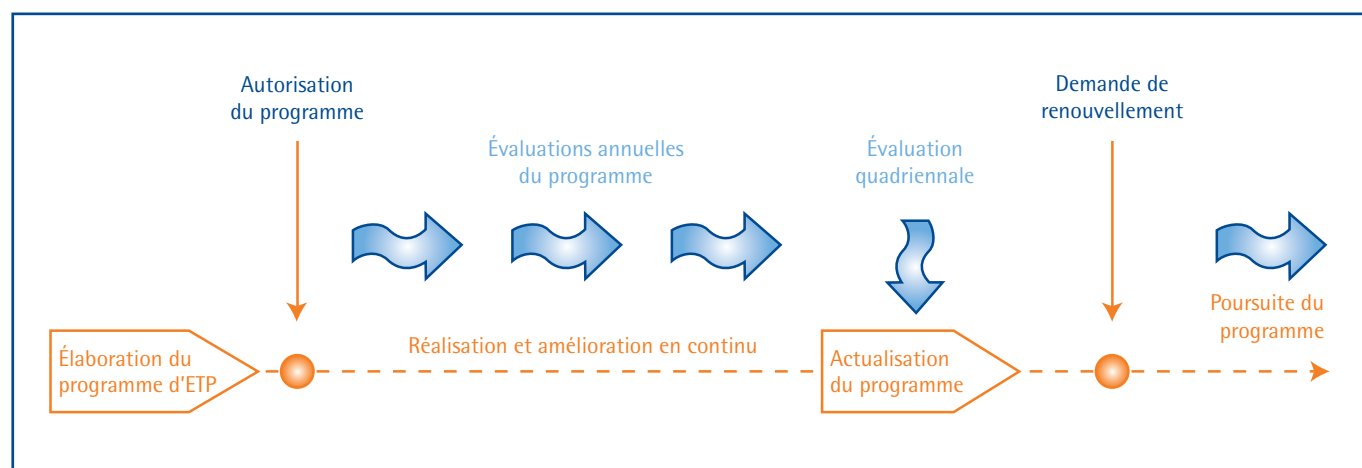 Autorisation
du programme
Demande de
renouvellement
Évaluations annuelles
du programme
Évaluation
quadriennale
Élaboration du
programme d'ETP
Réalisation et amélioration en continu
Actualisation
du programme
Poursuite du
programme